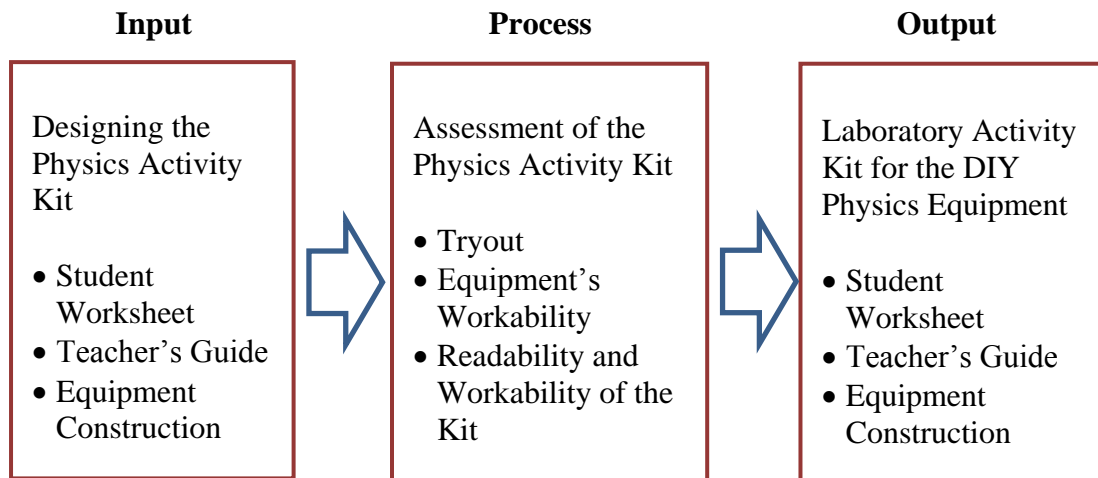 Input
Designing the
Physics Activity
Kit
• Student
Worksheet
• Teacher’s Guide
• Equipment
Construction
Process
Assessment of the
Physics Activity Kit
• Tryout
• Equipment’s
Workability
• Readability and
Workability of the
Kit
Output
Laboratory Activity
Kit for the DIY
Physics Equipment
• Student
Worksheet
• Teacher’s Guide
• Equipment
Construction